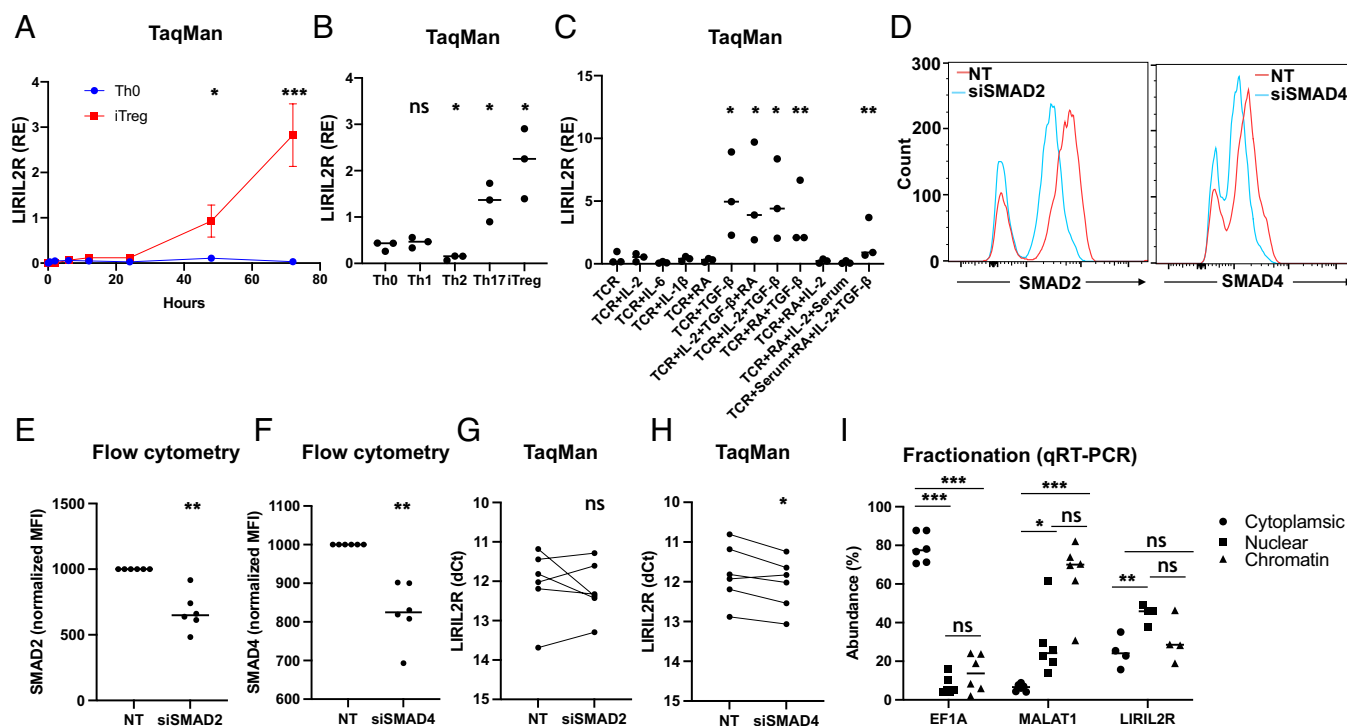 A
TaqMan
LIRIL2R (RE)
4
3
2
1
0
Th0
iTreg
*
***
0
20
40
60
80
Hours
B
TaqMan
LIRIL2R (RE)
4
3
2
1
0
ns
*
*
*
Th0
Th1
Th2
Th17
iTreg
C
TaqMan
LIRIL2R (RE)
15
10
5
0
*
*
*
**
**
TCR
TCR+IL-2
TCR+IL-6
TCR+IL-1β
TCR+RA
TCR+TGF-β
TCR+IL-2+TGF-β+RA
TCR+IL-2+TGF-β
TCR+RA+TGF-β
TCR+RA+IL-2
TCR+RA+IL-2+Serum
TCR+Serum+RA+IL-2+TGF-β
D
Count
300
200
100
0
NT
siSMAD2
SMAD2
NT
siSMAD4
SMAD4
E
Flow cytometry
SMAD2 (normalized MFI)
1500
1000
500
0
**
NT
siSMAD2
F
Flow cytometry
SMAD4 (normalized MFI)
1100
1000
900
800
700
600
**
NT
siSMAD4
G
TaqMan
LIRIL2R (dCt)
10
11
12
13
14
15
ns
NT
siSMAD2
H
TaqMan
LIRIL2R (dCt)
10
11
12
13
14
15
*
NT
siSMAD4
I
Fractionation (qRT-PCR)
Abundance (%)
100
80
60
40
20
0
***
***
ns
***
*
ns
ns
**
ns
EF1A
MALAT1
LIRIL2R
Cytoplamsic
Nuclear
Chromatin